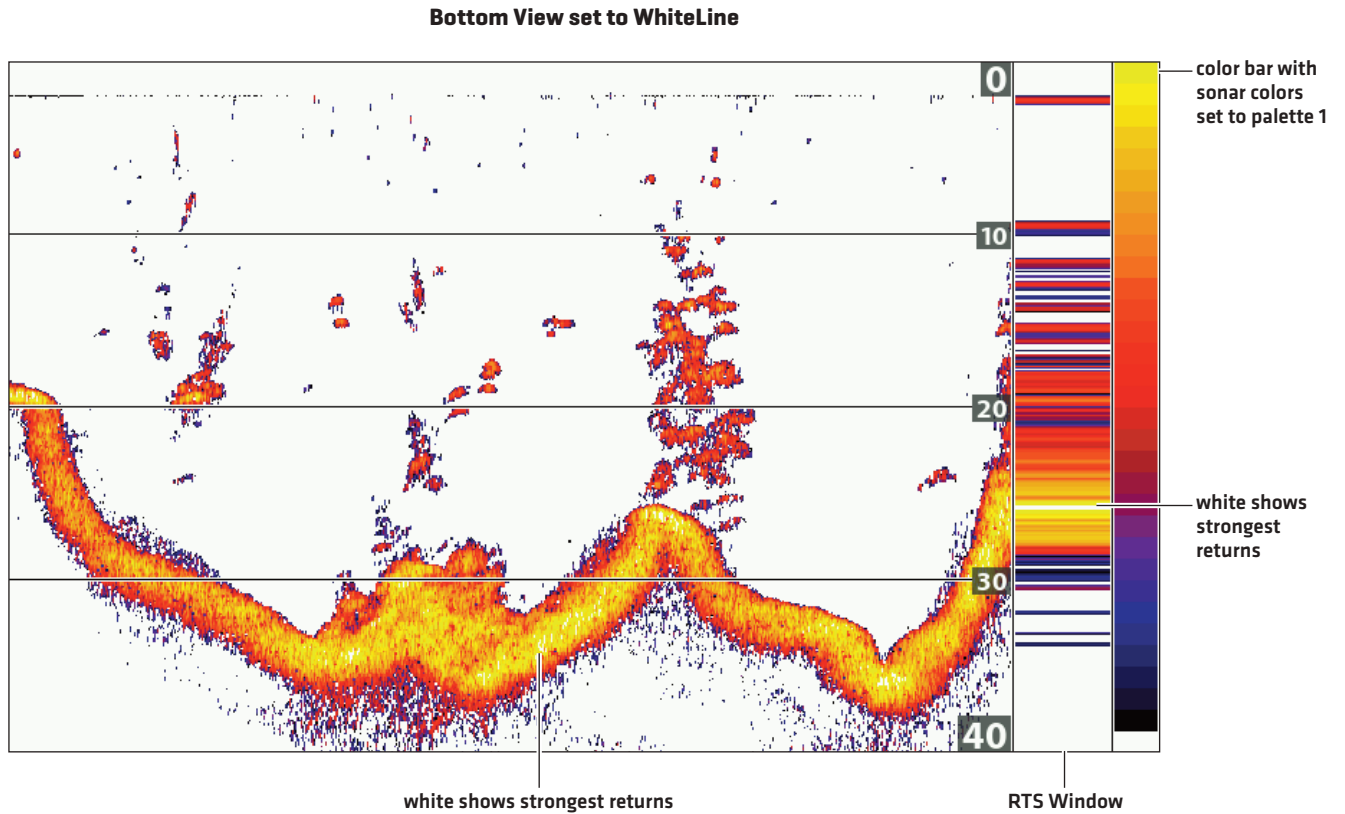 Bottom View set to WhiteLine
0
color bar with
sonar colors
set to palette 1
10
20
white shows
strongest
returns
30
40
white shows strongest returns
RTS Window